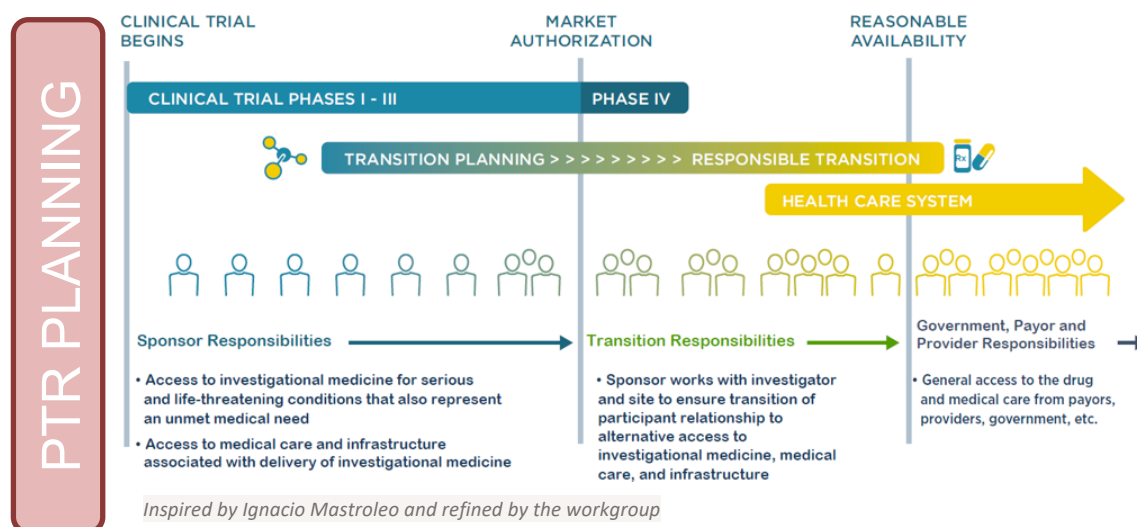 PTR PLANNING
CLINICAL TRIAL
BEGINS
MARKET
AUTHORIZATION
REASONABLE
AVAILABILITY
CLINICAL TRIAL PHASES I - III
PHASE IV
TRANSITION PLANNING > > > > > > > > > RESPONSIBLE TRANSITION
Rx
HEALTH CARE SYSTEM
Sponsor Responsibilities
• Access to investigational medicine for serious
and life-threatening conditions that also represent
an unmet medical need
• Access to medical care and infrastructure
associated with delivery of investigational medicine
Transition Responsibilities
• Sponsor works with investigator
and site to ensure transition of
participant relationship to
alternative access to
investigational medicine, medical
care, and infrastructure
Government, Payor and
Provider Responsibilities
• General access to the drug
and medical care from payors,
providers, government, etc.
Inspired by Ignacio Mastroleo and refined by the workgroup